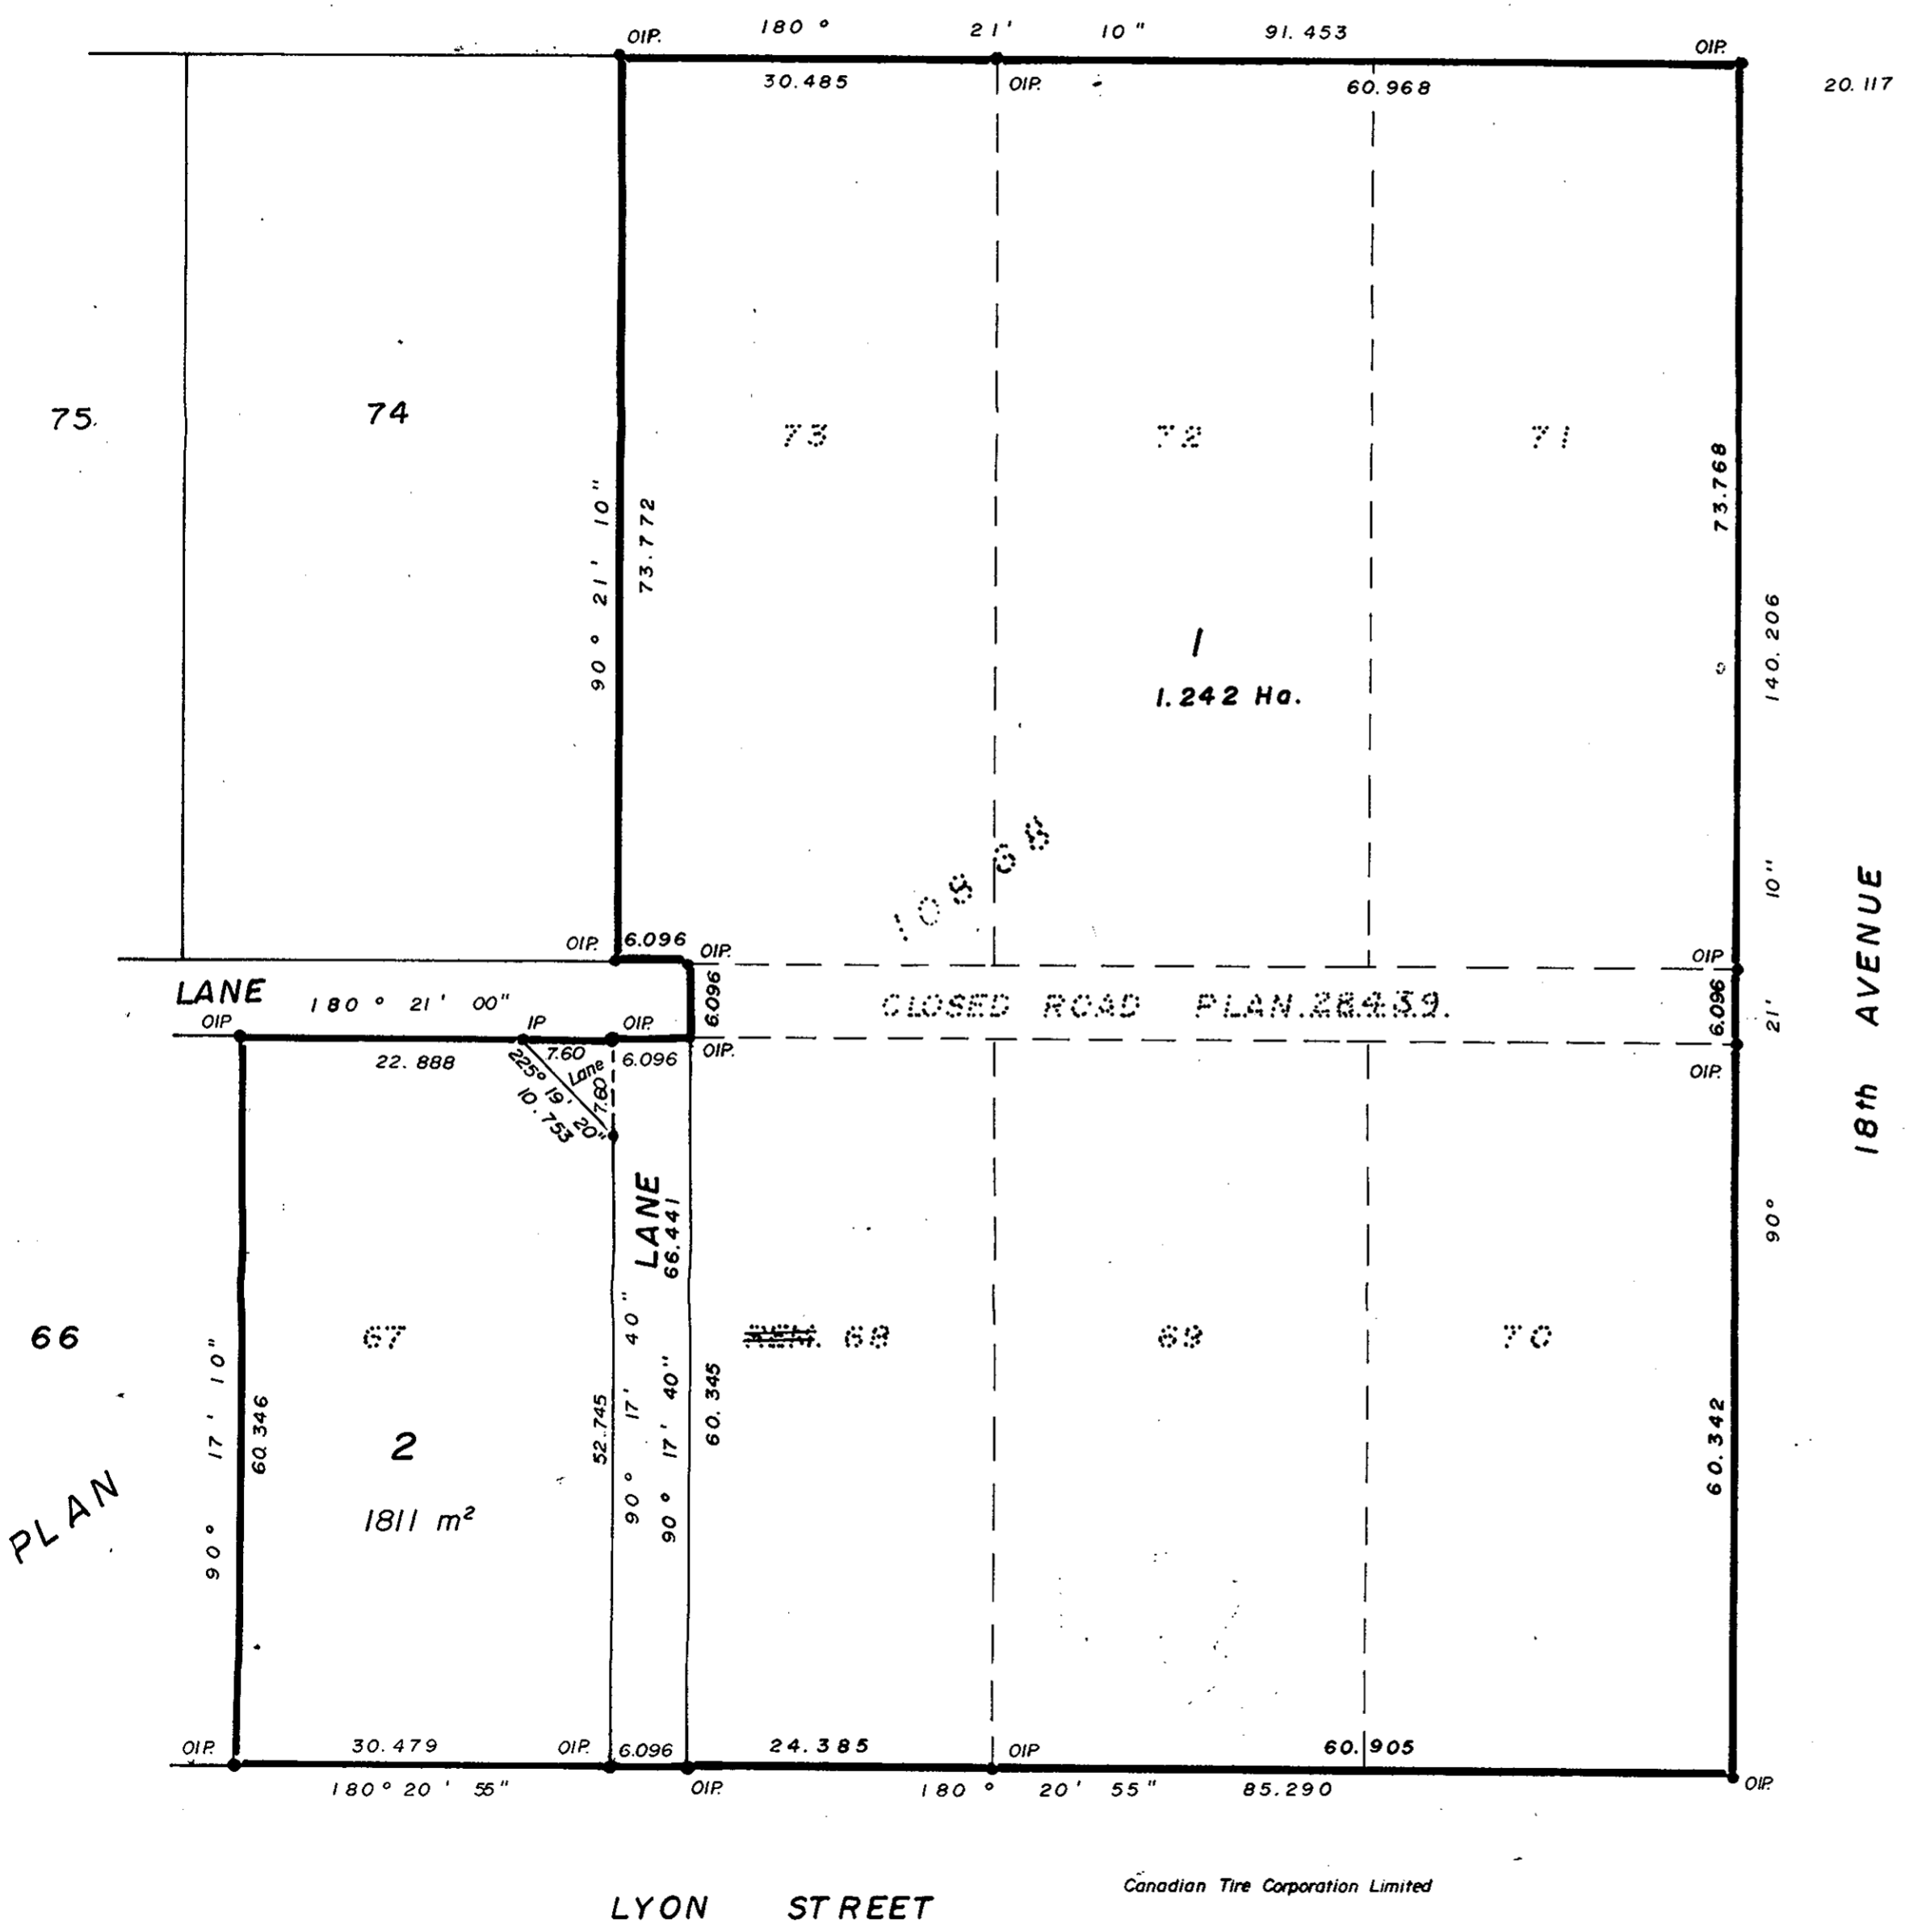 180° 21' 10" 91.453
OIP.
OIP.
30.485
OIP.
60.968
20.117
75
74
73
72
71
90° 21' 10"
73.772
73.768
140.206
1
1.242 Ha.
10"
18th AVENUE
OIP.
6.096
OIP.
OIP
LANE
180° 21' 00"
6.096
CLOSED ROAD PLAN.28439.
6.096
21'
OIP
IP
OIP.
22.888
7.60
6.096
OIP.
OIP.
Lane
7.60
225° 19' 20"
10.753
LANE
66.441
90°
66
67
68
69
70
90° 17' 10"
60.346
52.745
90° 17' 40"
90° 17' 40"
60.345
60.342
2
1811 m²
PLAN
OIP.
30.479
OIP.
6.096
24.385
OIP
60.905
180° 20' 55"
OIP.
180° 20' 55" 85.290
OIP.
Canadian Tire Corporation Limited
LYON STREET